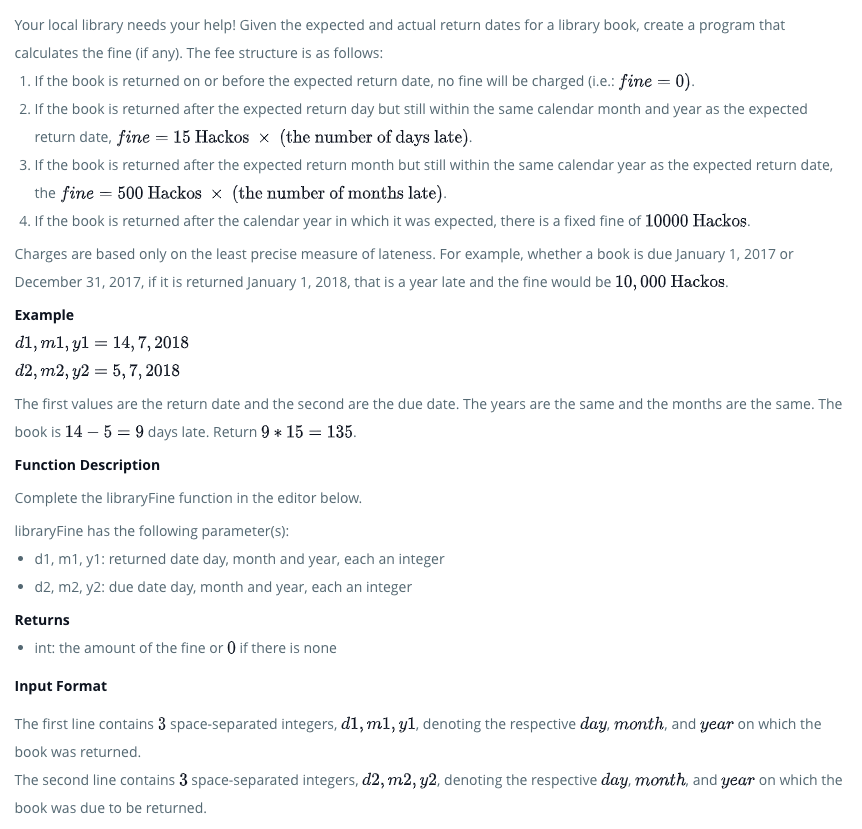 Your local library needs your help! Given the expected and actual return dates for a library book, create a program that
calculates the fine (if any). The fee structure is as follows:
1. If the book is returned on or before the expected return date, no fine will be charged (i.e.: fine = 0).
2. If the book is returned after the expected return day but still within the same calendar month and year as the expected
return date, fine = 15 Hackos × (the number of days late).
3. If the book is returned after the expected return month but still within the same calendar year as the expected return date,
the fine = 500 Hackos × (the number of months late).
4. If the book is returned after the calendar year in which it was expected, there is a fixed fine of 10000 Hackos.
Charges are based only on the least precise measure of lateness. For example, whether a book is due January 1, 2017 or
December 31, 2017, if it is returned January 1, 2018, that is a year late and the fine would be 10, 000 Hackos.
Example
d1, m1, y1 = 14, 7, 2018
d2, m2, y2 = 5, 7, 2018
The first values are the return date and the second are the due date. The years are the same and the months are the same. The
book is 14 − 5 = 9 days late. Return 9 ∗ 15 = 135.
Function Description
Complete the libraryFine function in the editor below.
libraryFine has the following parameter(s):
• d1, m1, y1: returned date day, month and year, each an integer
• d2, m2, y2: due date day, month and year, each an integer
Returns
• int: the amount of the fine or 0 if there is none
Input Format
The first line contains 3 space-separated integers, d1, m1, y1, denoting the respective day, month, and year on which the
book was returned.
The second line contains 3 space-separated integers, d2, m2, y2, denoting the respective day, month, and year on which the
book was due to be returned.